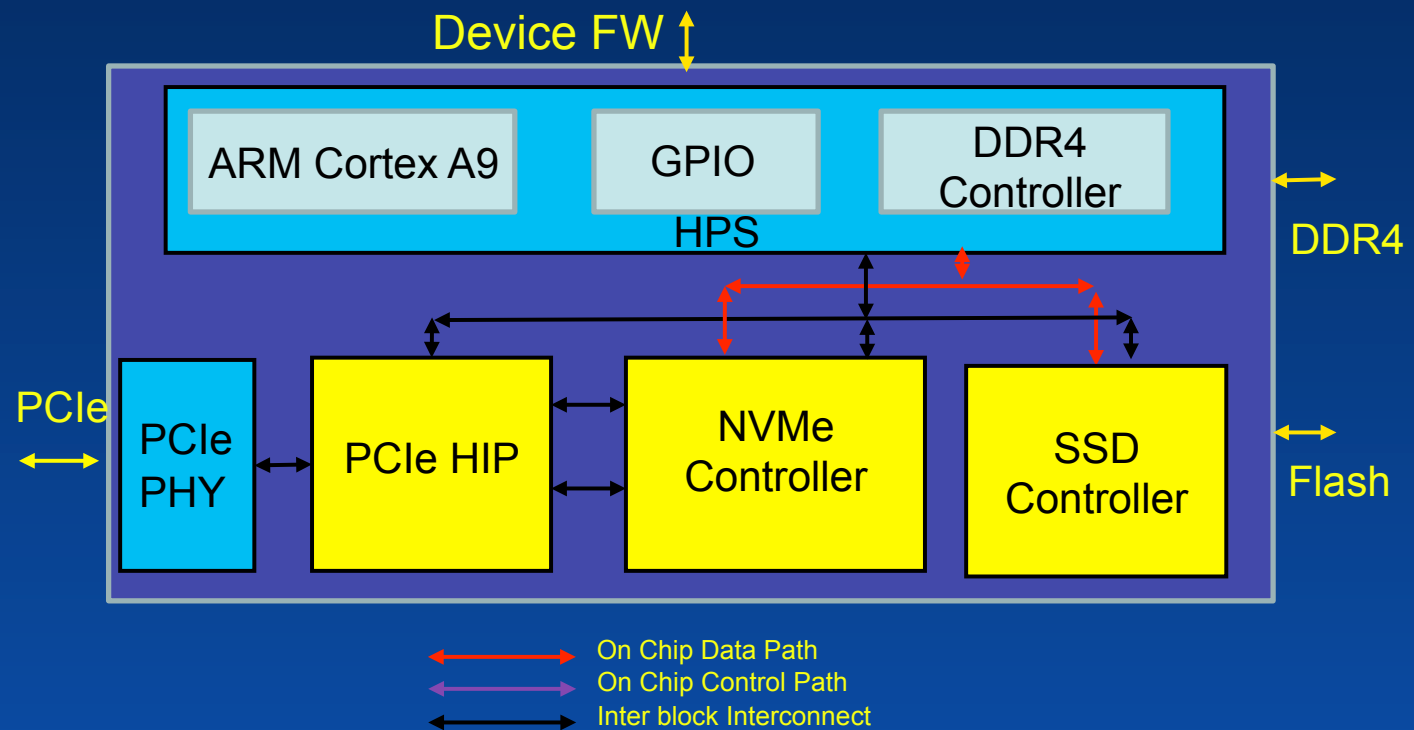 Device FW
ARM Cortex A9
GPIO
DDR4
Controller
HPS
DDR4
PCIe
PCIe
PHY
PCIe HIP
NVMe
Controller
SSD
Controller
Flash
On Chip Data Path
On Chip Control Path
Inter block Interconnect